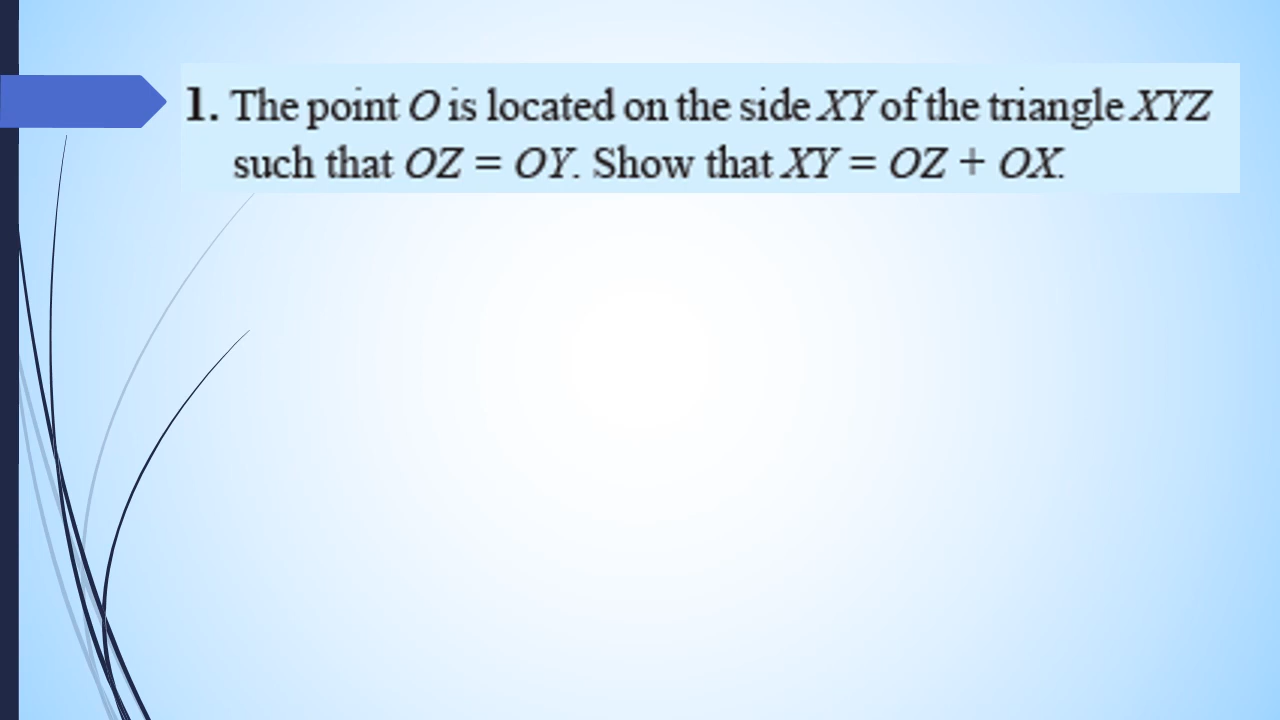 1. The point O is located on the side XY of the triangle XYZ
such that OZ = OY. Show that XY = OZ + OX.